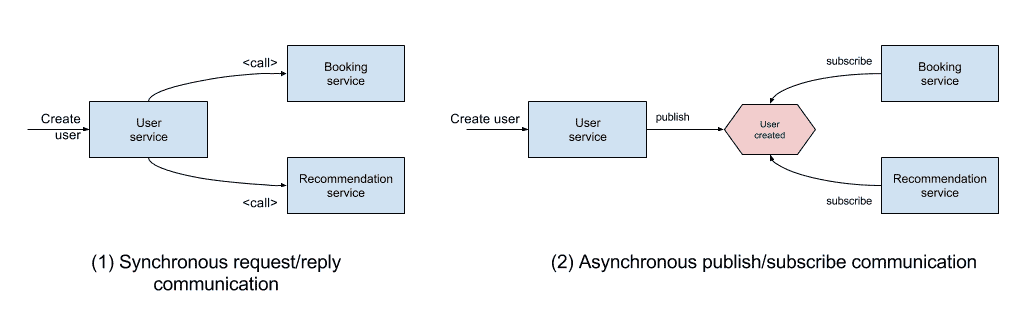 <call>
Booking
service
Create
user
User
service
Recommendation
service
<call>
(1) Synchronous request/reply
communication
subscribe
Booking
service
Create user
User
service
publish
User
created
Recommendation
service
subscribe
(2) Asynchronous publish/subscribe communication